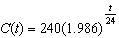 C(t) = 240(1.986)^{t/24}